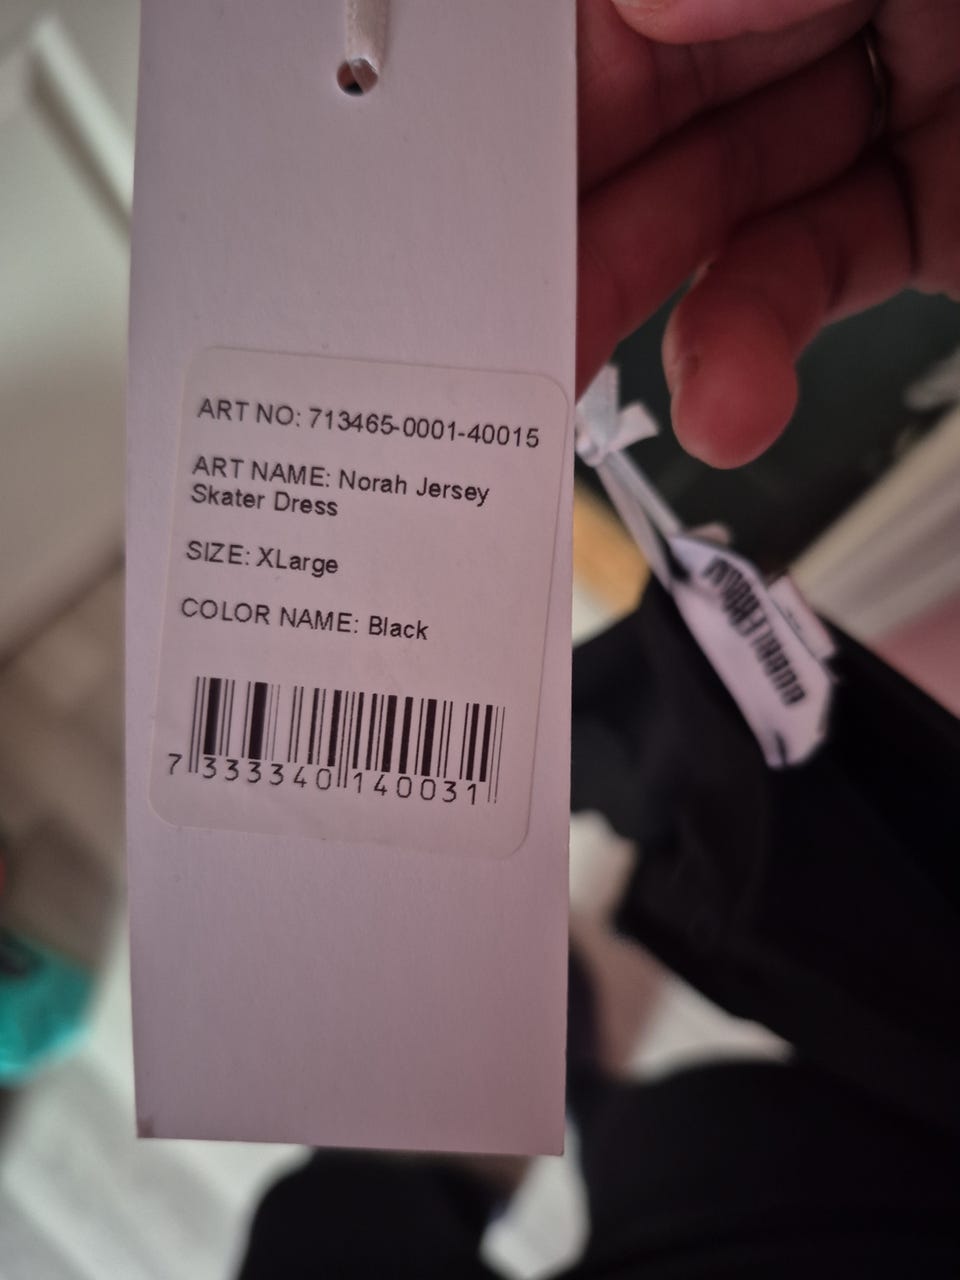 ART NO: 713465-0001-40015
ART NAME: Norah Jersey
Skater Dress
SIZE: XLarge
COLOR NAME: Black
7 333340 140031
BUBBLEROOM